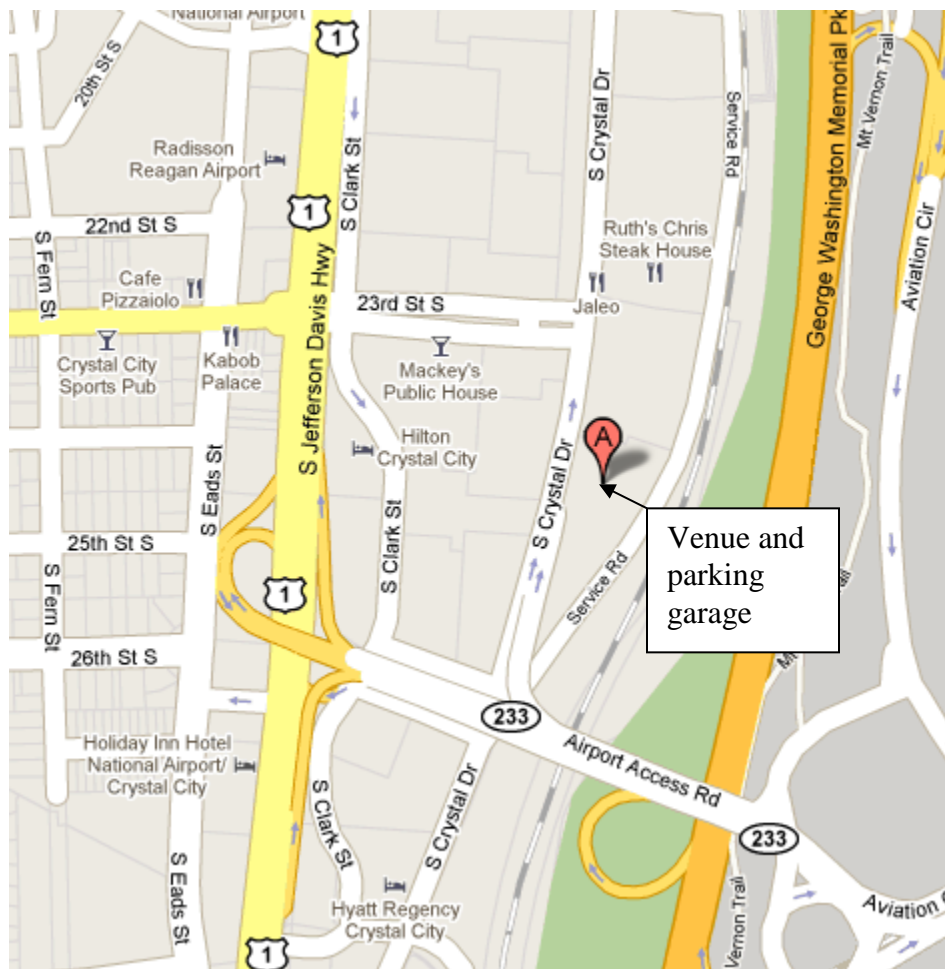 National Airport
1
20th St S
S Clark St
S Crystal Dr
Service Rd
George Washington Memorial Pk
Mt Vernon Trail
Radisson
Reagan Airport
1
22nd St S
S Fern St
Ruth's Chris
Steak House
Aviation Cir
Cafe
Pizzaiolo
S Jefferson Davis Hwy
23rd St S
Jaleo
Crystal City
Sports Pub
Kabob
Palace
Mackey's
Public House
Hilton
Crystal City
A
S Eads St
S Crystal Dr
S Clark St
25th St S
S Fern St
1
Service Rd
Venue and
parking
garage
26th St S
233
Airport Access Rd
Holiday Inn Hotel
National Airport/
Crystal City
S Clark St
S Crystal Dr
233
S Eads St
Hyatt Regency
Crystal City
Vernon Trail
Aviation
1